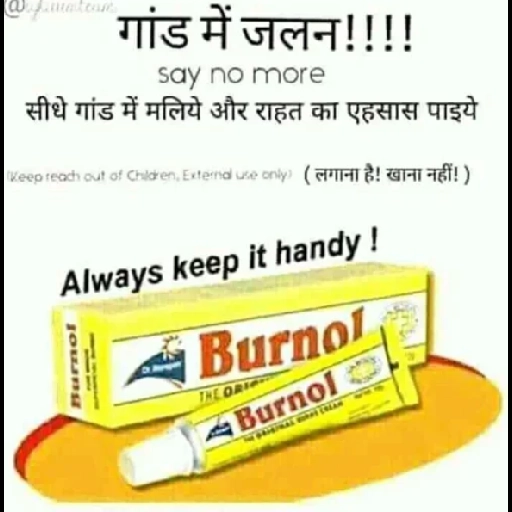 गांड में जलन!!!!
say no more
सीधे गांड में मलिये और राहत का एहसास पाइये
(Keep reach out of Children, External use only) ( लगाना है! खाना नहीं! )
Always keep it handy !
Burnol
Burnol
THE
Burnol